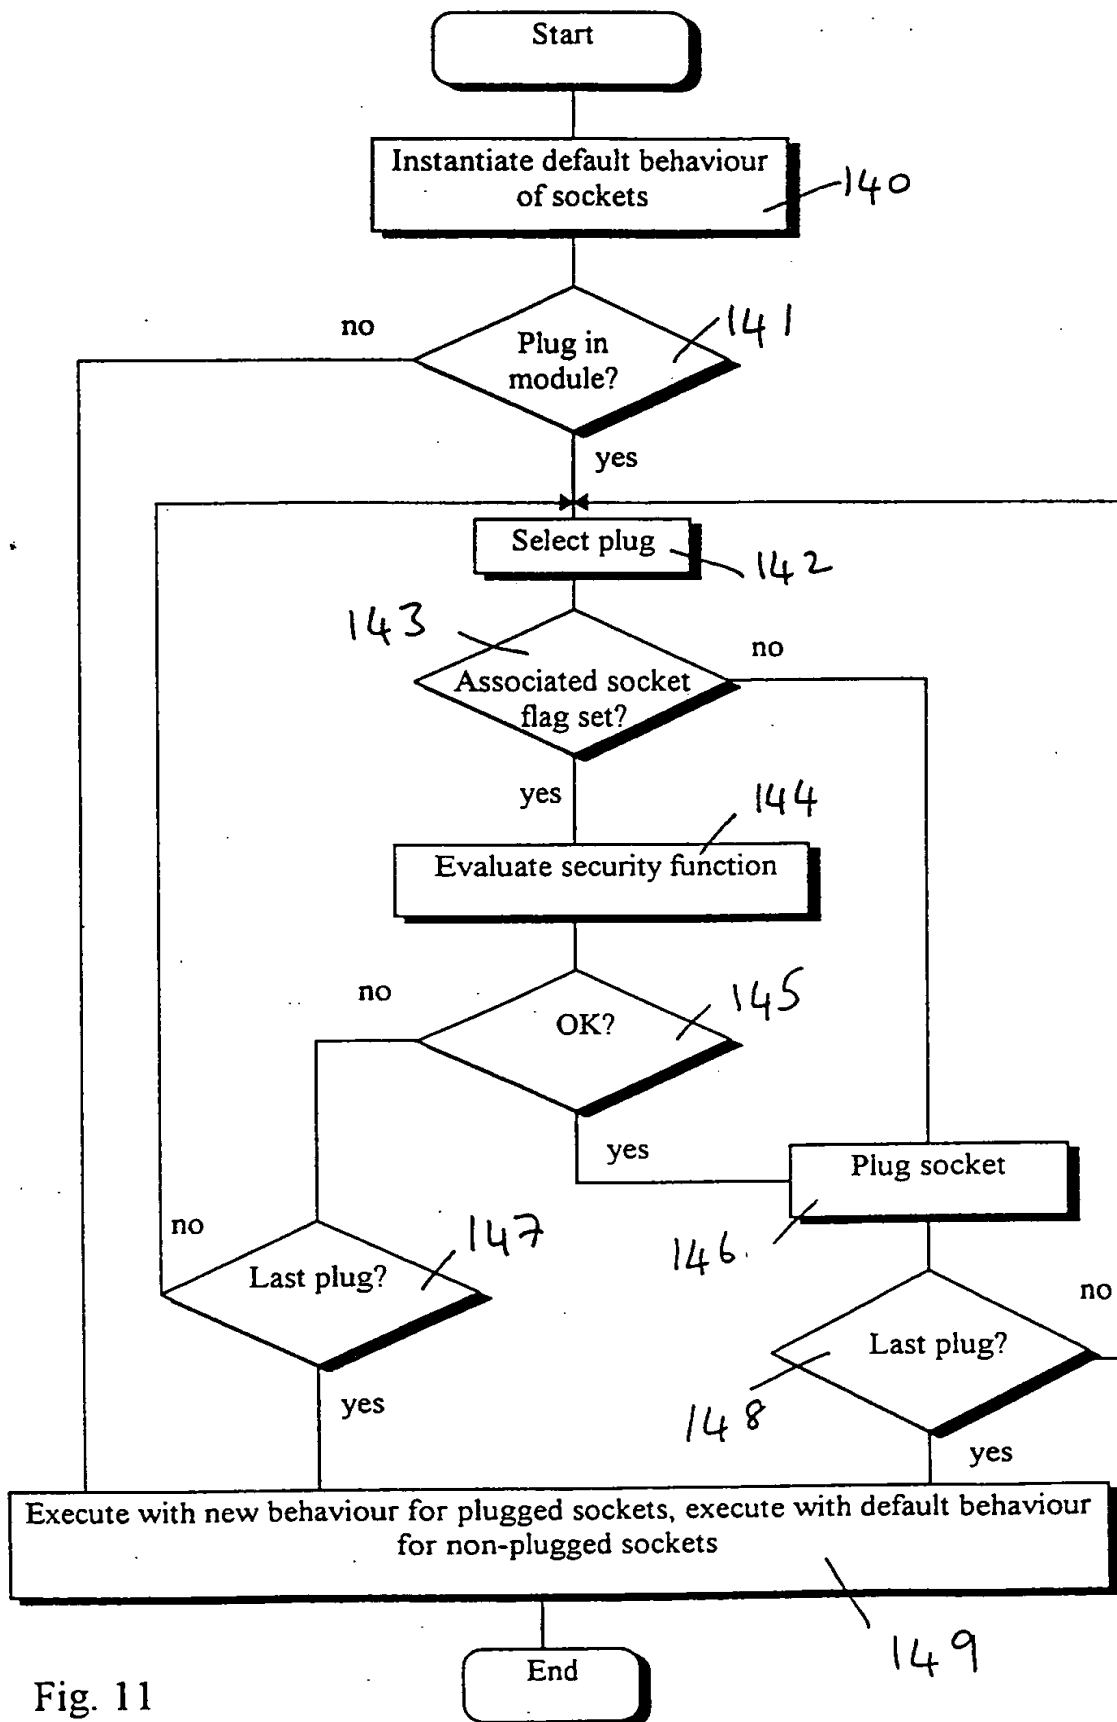 Start
Instantiate default behaviour
of sockets
140
no
141
Plug in
module?
yes
Select plug
142
143
no
Associated socket
flag set?
yes
144
Evaluate security function
no
145
OK?
yes
Plug socket
no
147
146.
Last plug?
no
Last plug?
yes
148
yes
Execute with new behaviour for plugged sockets, execute with default behaviour
for non-plugged sockets
149
End
Fig. 11